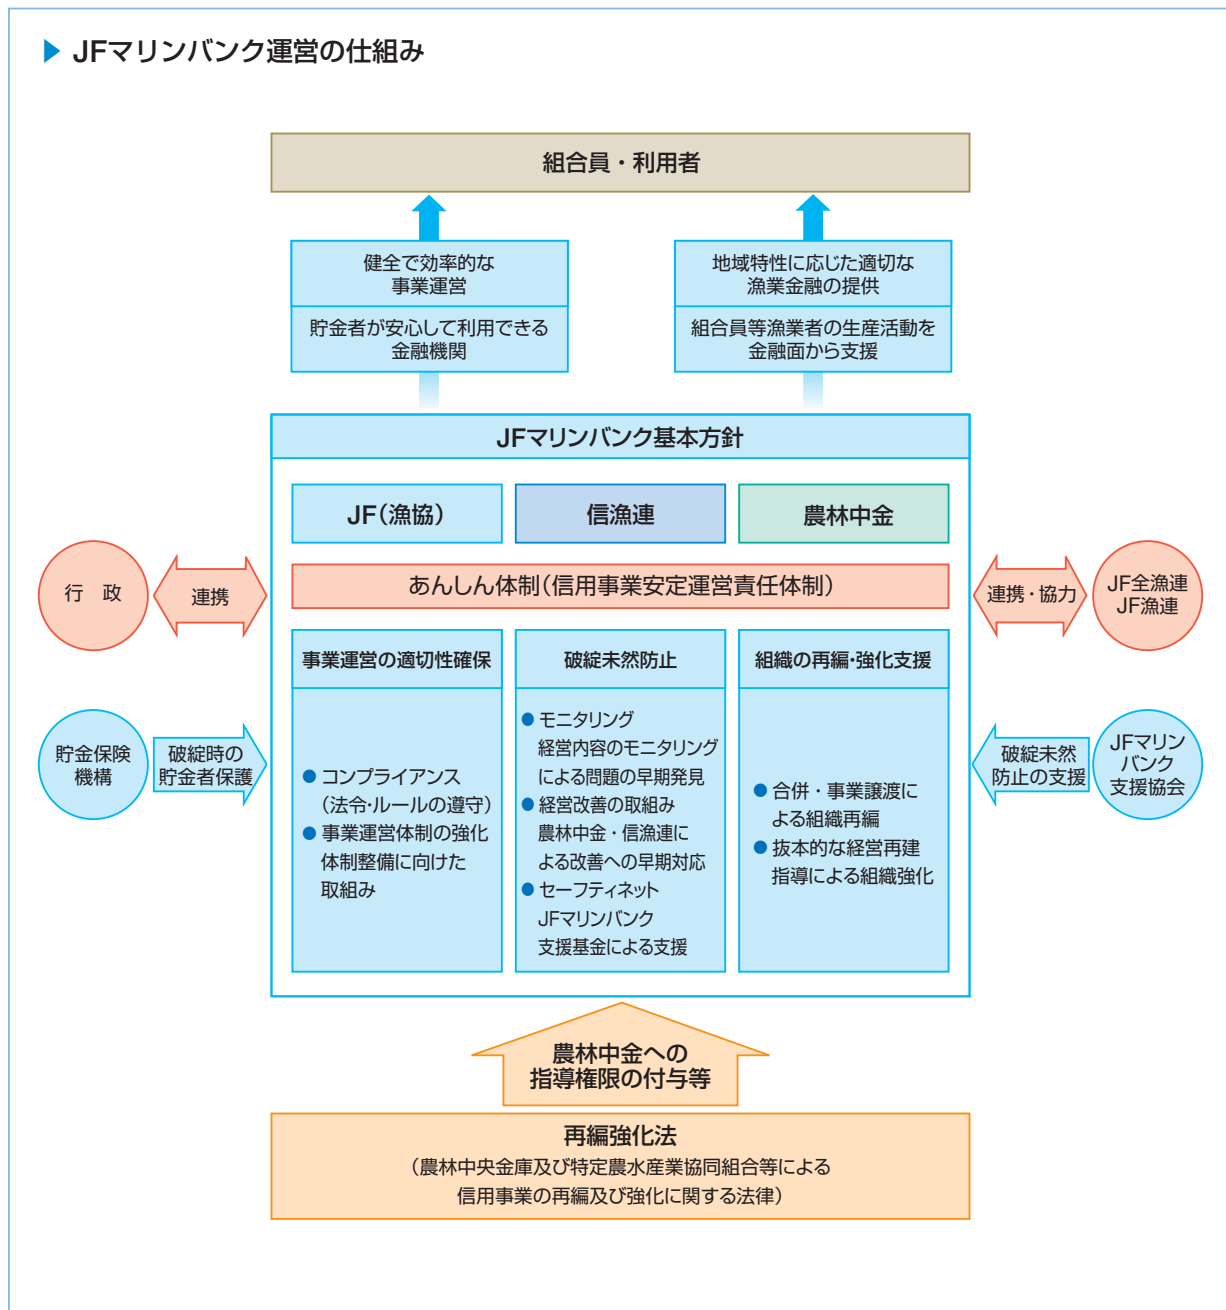 JFマリンバンク運営の仕組み
組合員・利用者
健全で効率的な
事業運営
貯金者が安心して利用できる
金融機関
地域特性に応じた適切な
漁業金融の提供
組合員等漁業者の生産活動を
金融面から支援
JFマリンバンク基本方針
JF(漁協)
信漁連
農林中金
あんしん体制(信用事業安定運営責任体制)
行　政
連携
連携・協力
JF全漁連
JF漁連
貯金保険
機構
破綻時の
貯金者保護
破綻未然
防止の支援
JFマリン
バンク
支援協会
事業運営の適切性確保
● コンプライアンス
(法令・ルールの遵守)
● 事業運営体制の強化
体制整備に向けた
取組み
破綻未然防止
● モニタリング
経営内容のモニタリング
による問題の早期発見
● 経営改善の取組み
農林中金・信漁連に
よる改善への早期対応
● セーフティネット
JFマリンバンク
支援基金による支援
組織の再編・強化支援
● 合併・事業譲渡に
よる組織再編
● 抜本的な経営再建
指導による組織強化
農林中金への
指導権限の付与等
再編強化法
(農林中央金庫及び特定農水産業協同組合等による
信用事業の再編及び強化に関する法律)